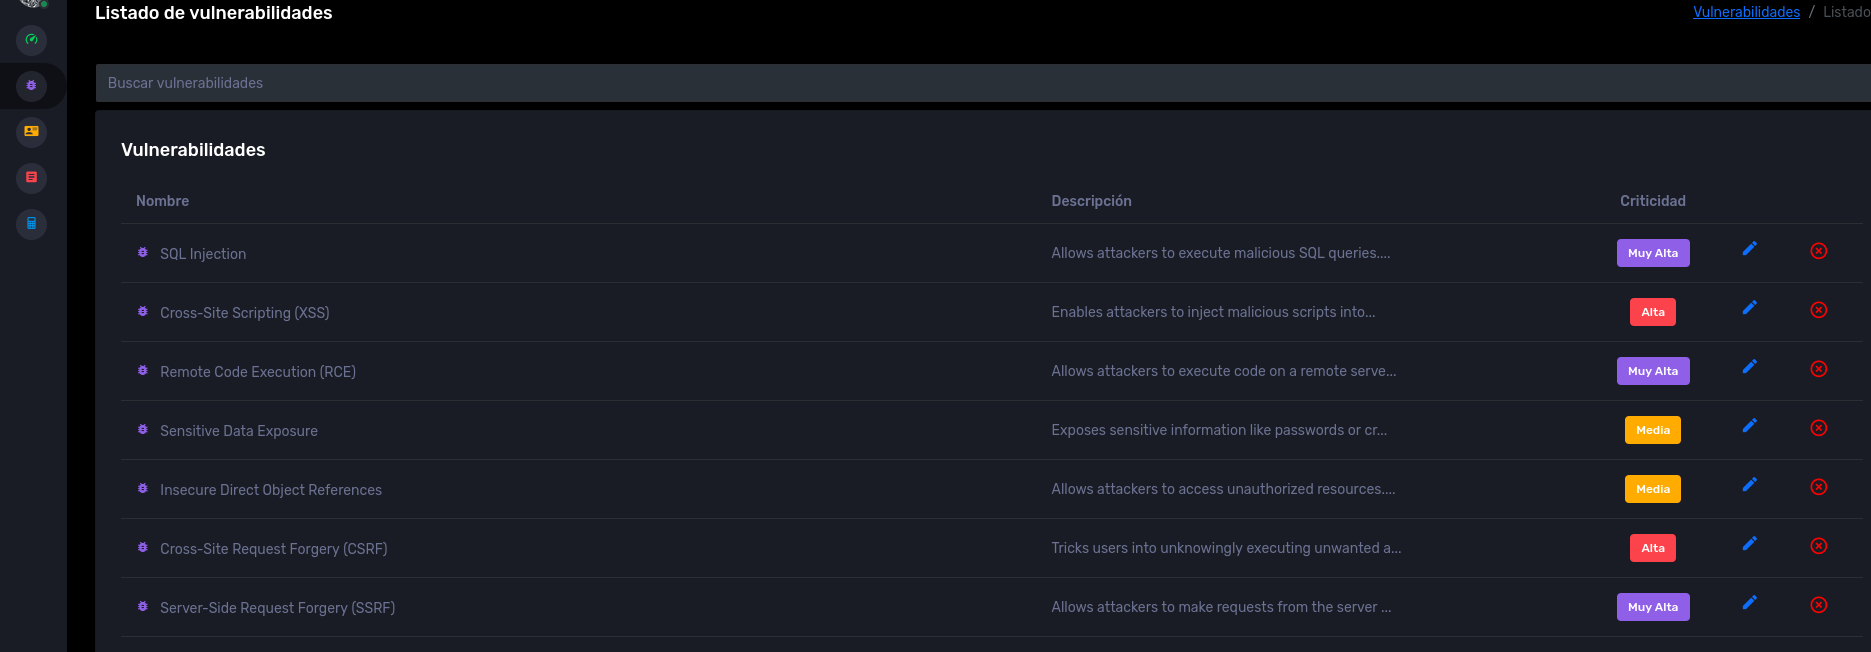 Listado de vulnerabilidades
Vulnerabilidades / Listado
Buscar vulnerabilidades
Vulnerabilidades
Nombre Descripción Criticidad
SQL Injection Allows attackers to execute malicious SQL queries.... Muy Alta
Cross-Site Scripting (XSS) Enables attackers to inject malicious scripts into... Alta
Remote Code Execution (RCE) Allows attackers to execute code on a remote serve... Muy Alta
Sensitive Data Exposure Exposes sensitive information like passwords or cr... Media
Insecure Direct Object References Allows attackers to access unauthorized resources.... Media
Cross-Site Request Forgery (CSRF) Tricks users into unknowingly executing unwanted a... Alta
Server-Side Request Forgery (SSRF) Allows attackers to make requests from the server ... Muy Alta